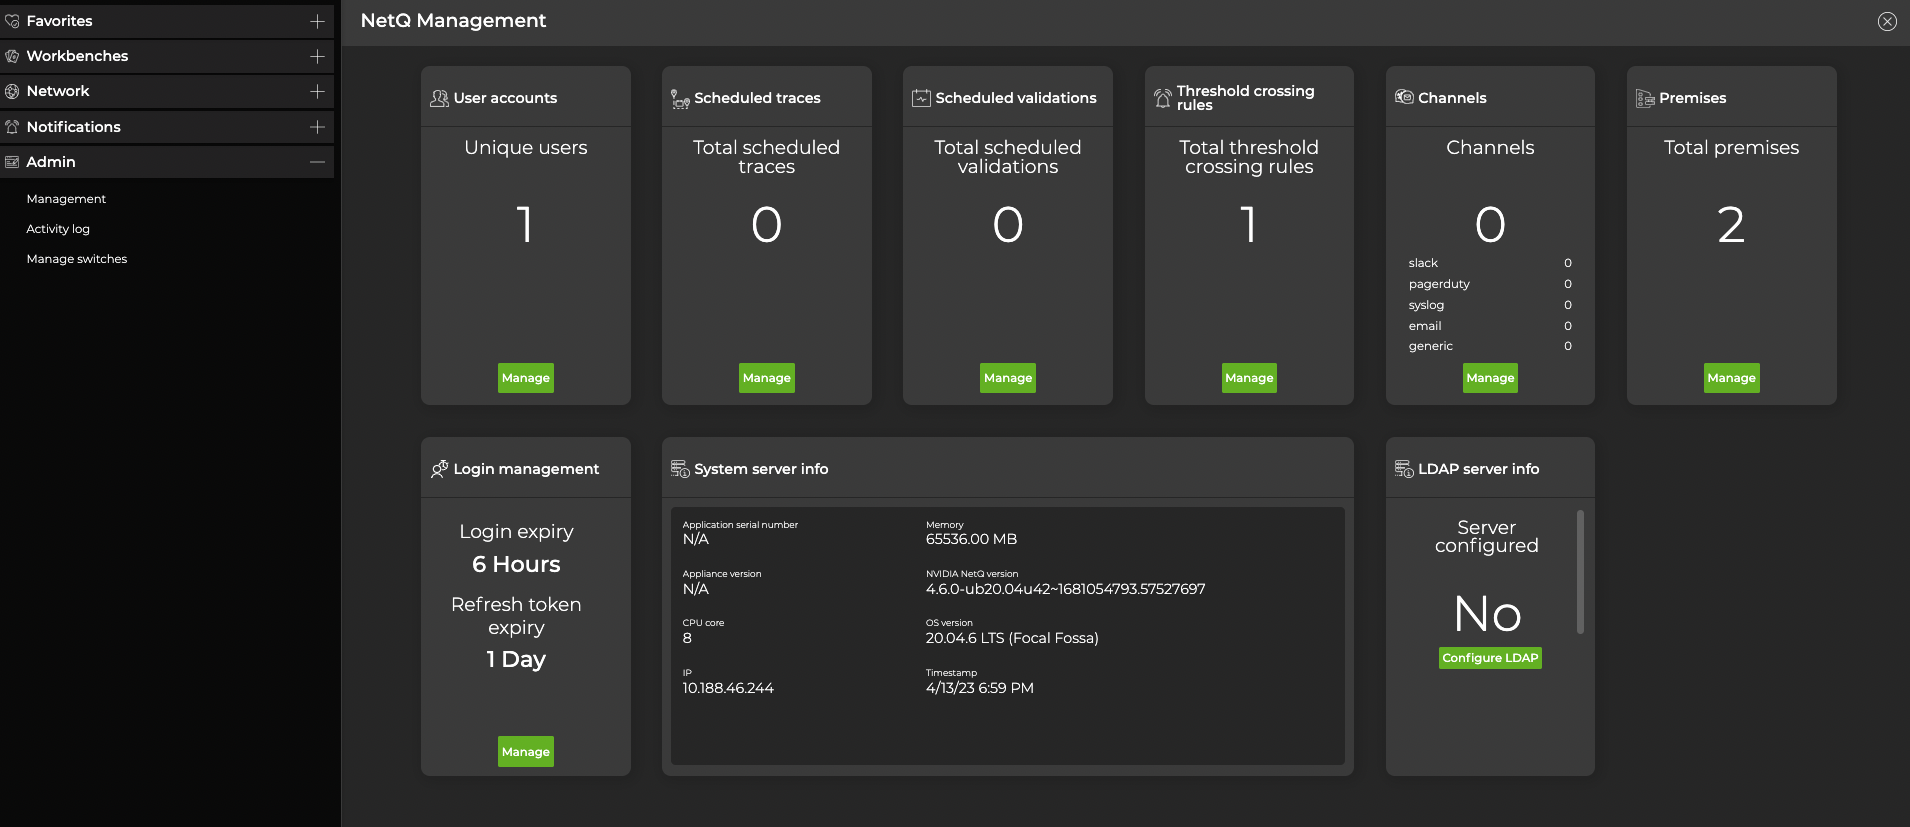 Favorites
Workbenches
Network
Notifications
Admin
Management
Activity log
Manage switches
NetQ Management
User accounts
Unique users
1
Manage
Scheduled traces
Total scheduled
traces
0
Manage
Scheduled validations
Total scheduled
validations
0
Manage
Threshold crossing
rules
Total threshold
crossing rules
1
Manage
Channels
Channels
0
slack 0
pagerduty 0
syslog 0
email 0
generic 0
Manage
Premises
Total premises
2
Manage
Login management
Login expiry
6 Hours
Refresh token
expiry
1 Day
Manage
System server info
Application serial number
N/A
Memory
65536.00 MB
Appliance version
N/A
NVIDIA NetQ version
4.6.0-ub20.04u42~1681054793.57527697
CPU core
8
OS version
20.04.6 LTS (Focal Fossa)
IP
10.188.46.244
Timestamp
4/13/23 6:59 PM
LDAP server info
Server
configured
No
Configure LDAP